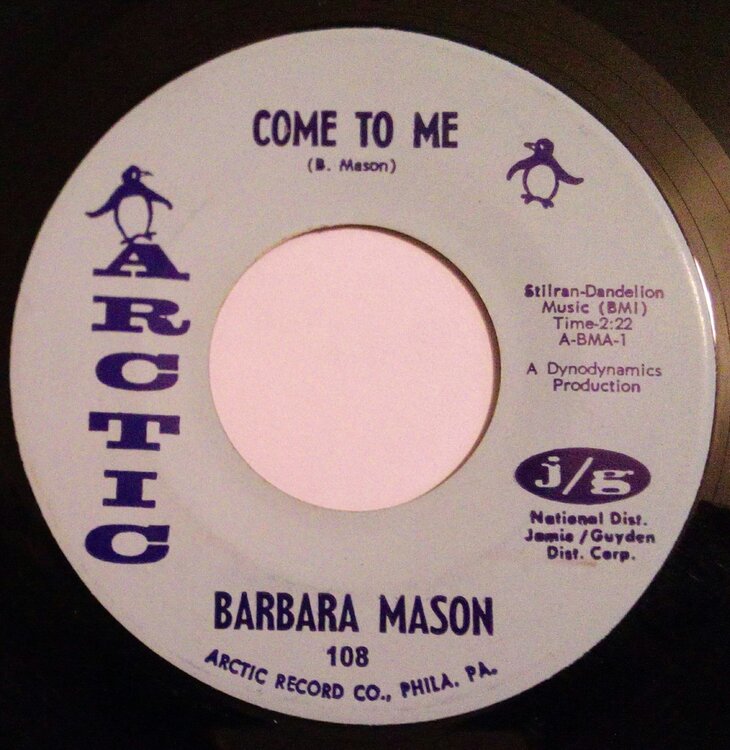 COME TO ME
(B. Mason)
ARCTIC
Stilran-Dandelion
Music (BMI)
Time-2:22
A-BMA-1
A Dynodynamics
Production
j/g
National Dist.
Jamie/Guyden
Dist. Corp.
BARBARA MASON
108
ARCTIC RECORD CO., PHILA. PA.